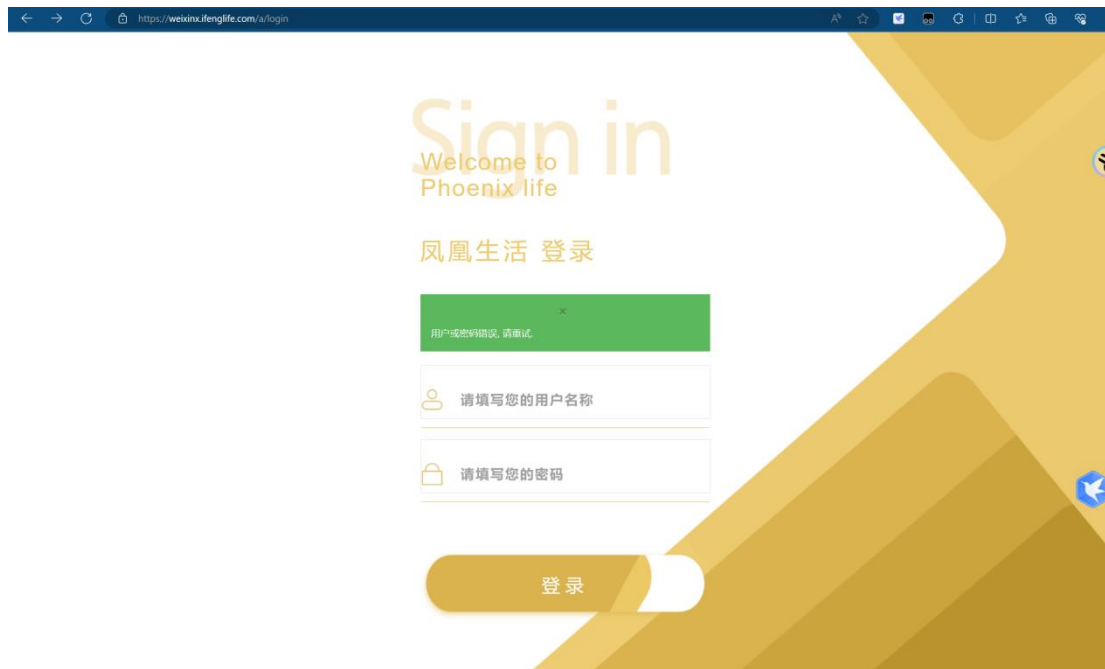 https://weixinx.ifenglife.com/a/login
Sign in
Welcome to
Phoenix life
凤凰生活 登录
×
用户或密码错误, 请重试.
请填写您的用户名称
请填写您的密码
登录